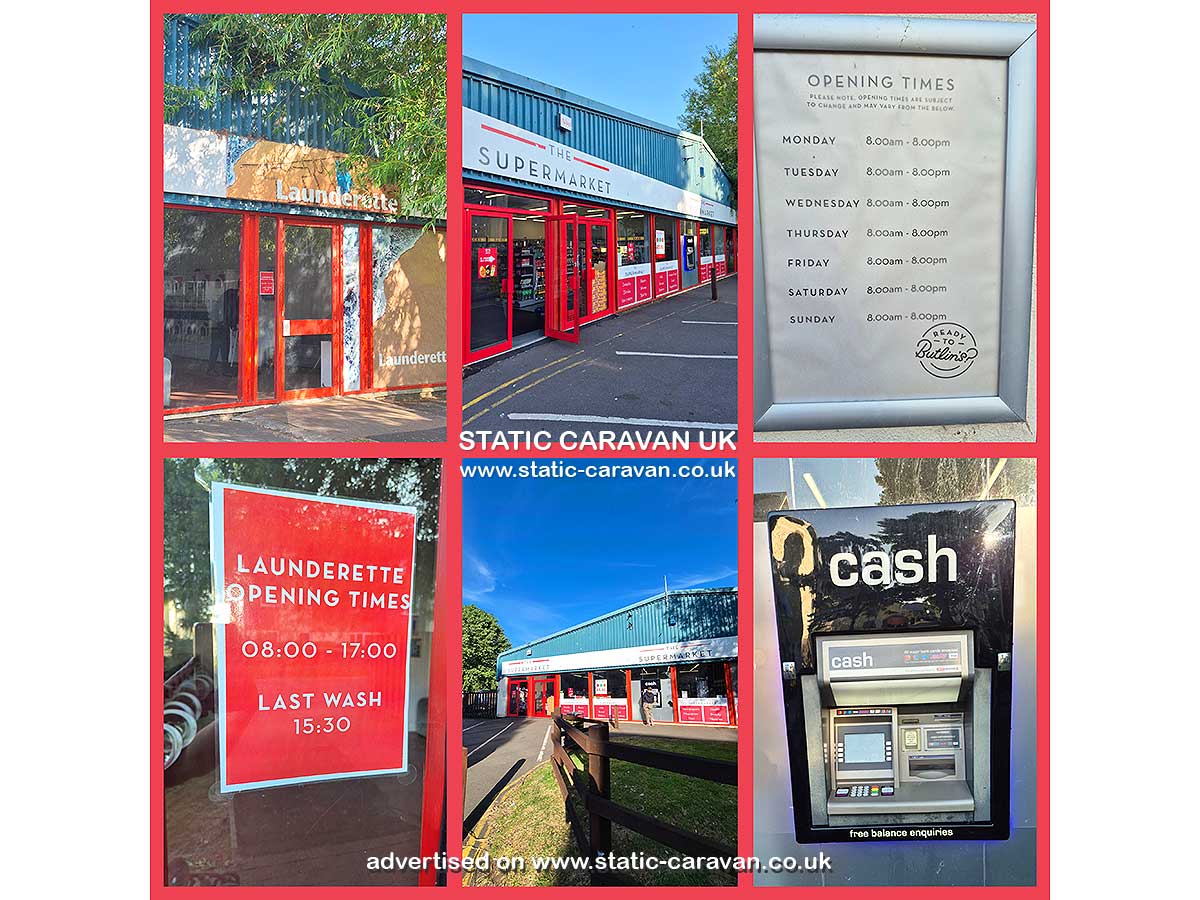 Launderette
Launderette
THE
SUPERMARKET
OPENING TIMES
PLEASE NOTE, OPENING TIMES ARE SUBJECT
TO CHANGE AND MAY VARY FROM THE BELOW.
MONDAY 8.00am - 8.00pm
TUESDAY 8.00am - 8.00pm
WEDNESDAY 8.00am - 8.00pm
THURSDAY 8.00am - 8.00pm
FRIDAY 8.00am - 8.00pm
SATURDAY 8.00am - 8.00pm
SUNDAY 8.00am - 8.00pm
READY
TO
Butlins?
STATIC CARAVAN UK
www.static-caravan.co.uk
LAUNDERETTE
OPENING TIMES
08:00 - 17:00
LAST WASH
15:30
THE
SUPERMARKET
THE
SUPERMARKET
cash
cash
cash
free balance enquiries
advertised on www.static-caravan.co.uk